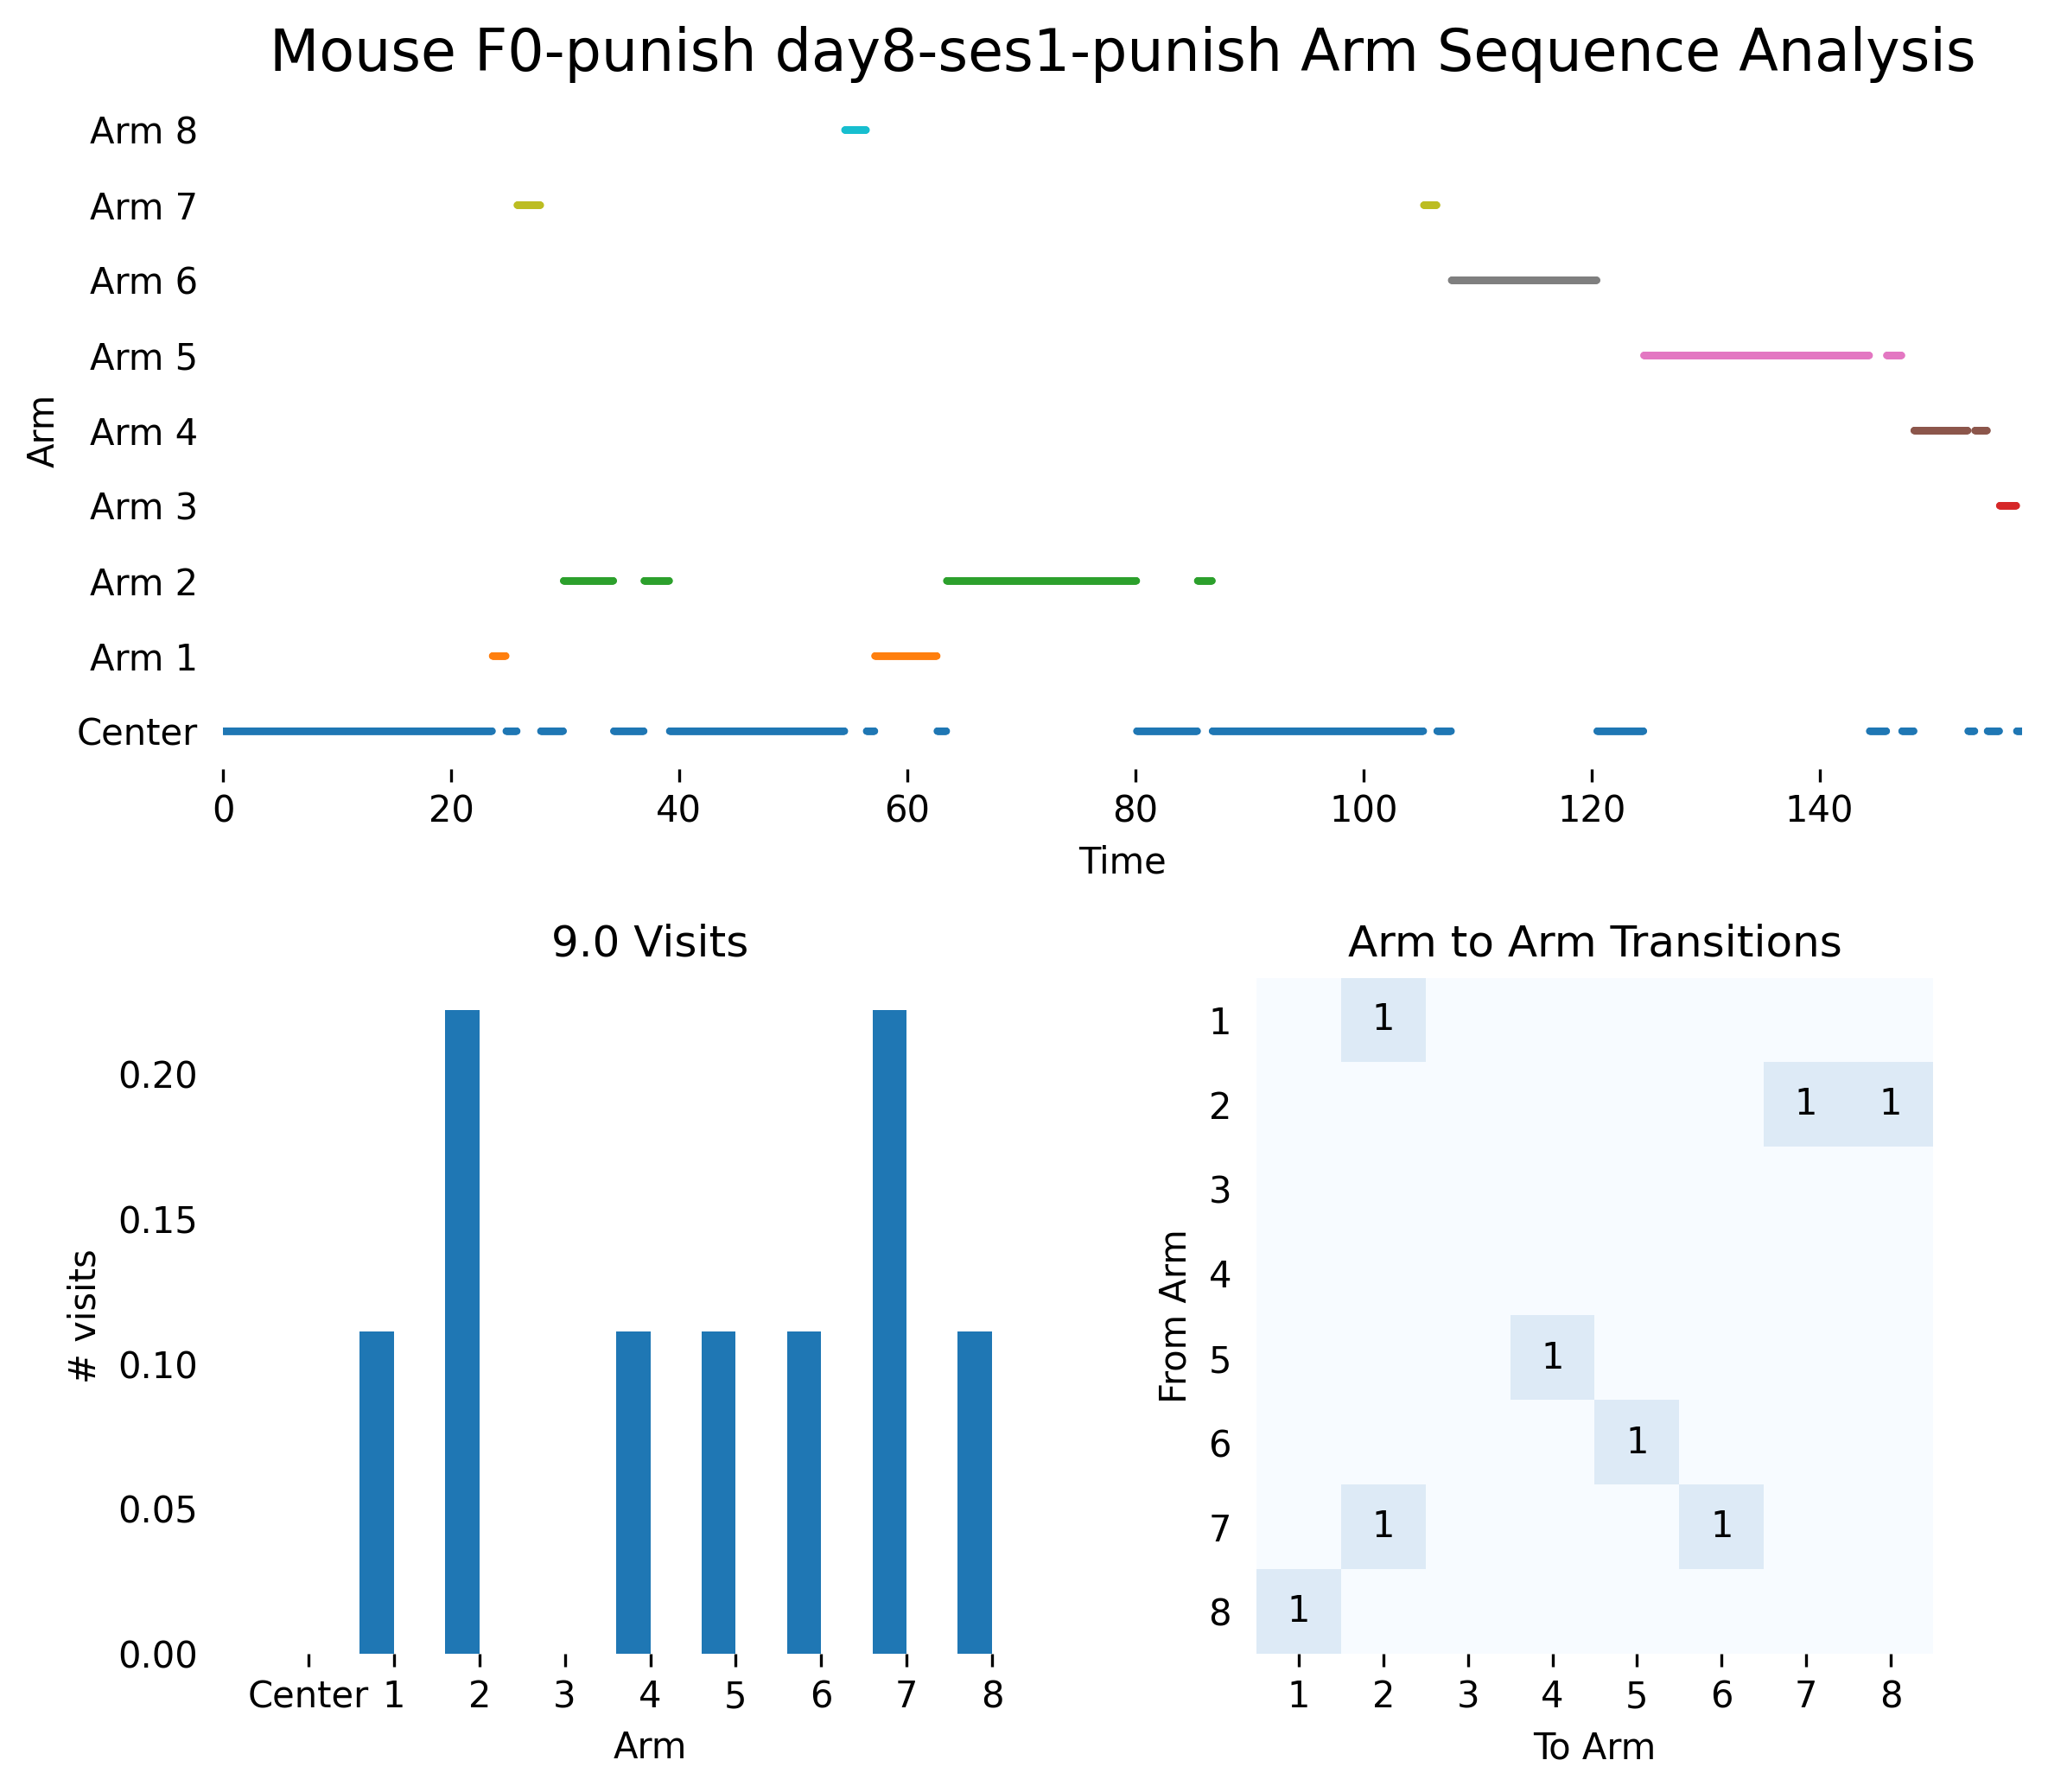 Mouse F0-punish day8-ses1-punish Arm Sequence Analysis
Arm 8
Arm 7
Arm 6
Arm 5
Arm 4
Arm 3
Arm 2
Arm 1
Center
Arm
0 20 40 60 80 100 120 140
Time
9.0 Visits
0.20
0.15
0.10
0.05
0.00
# visits
Center 1 2 3 4 5 6 7 8
Arm
Arm to Arm Transitions
1 1
2 1 1
3
4
5 1
6 1
7 1 1
8 1
From Arm
1 2 3 4 5 6 7 8
To Arm